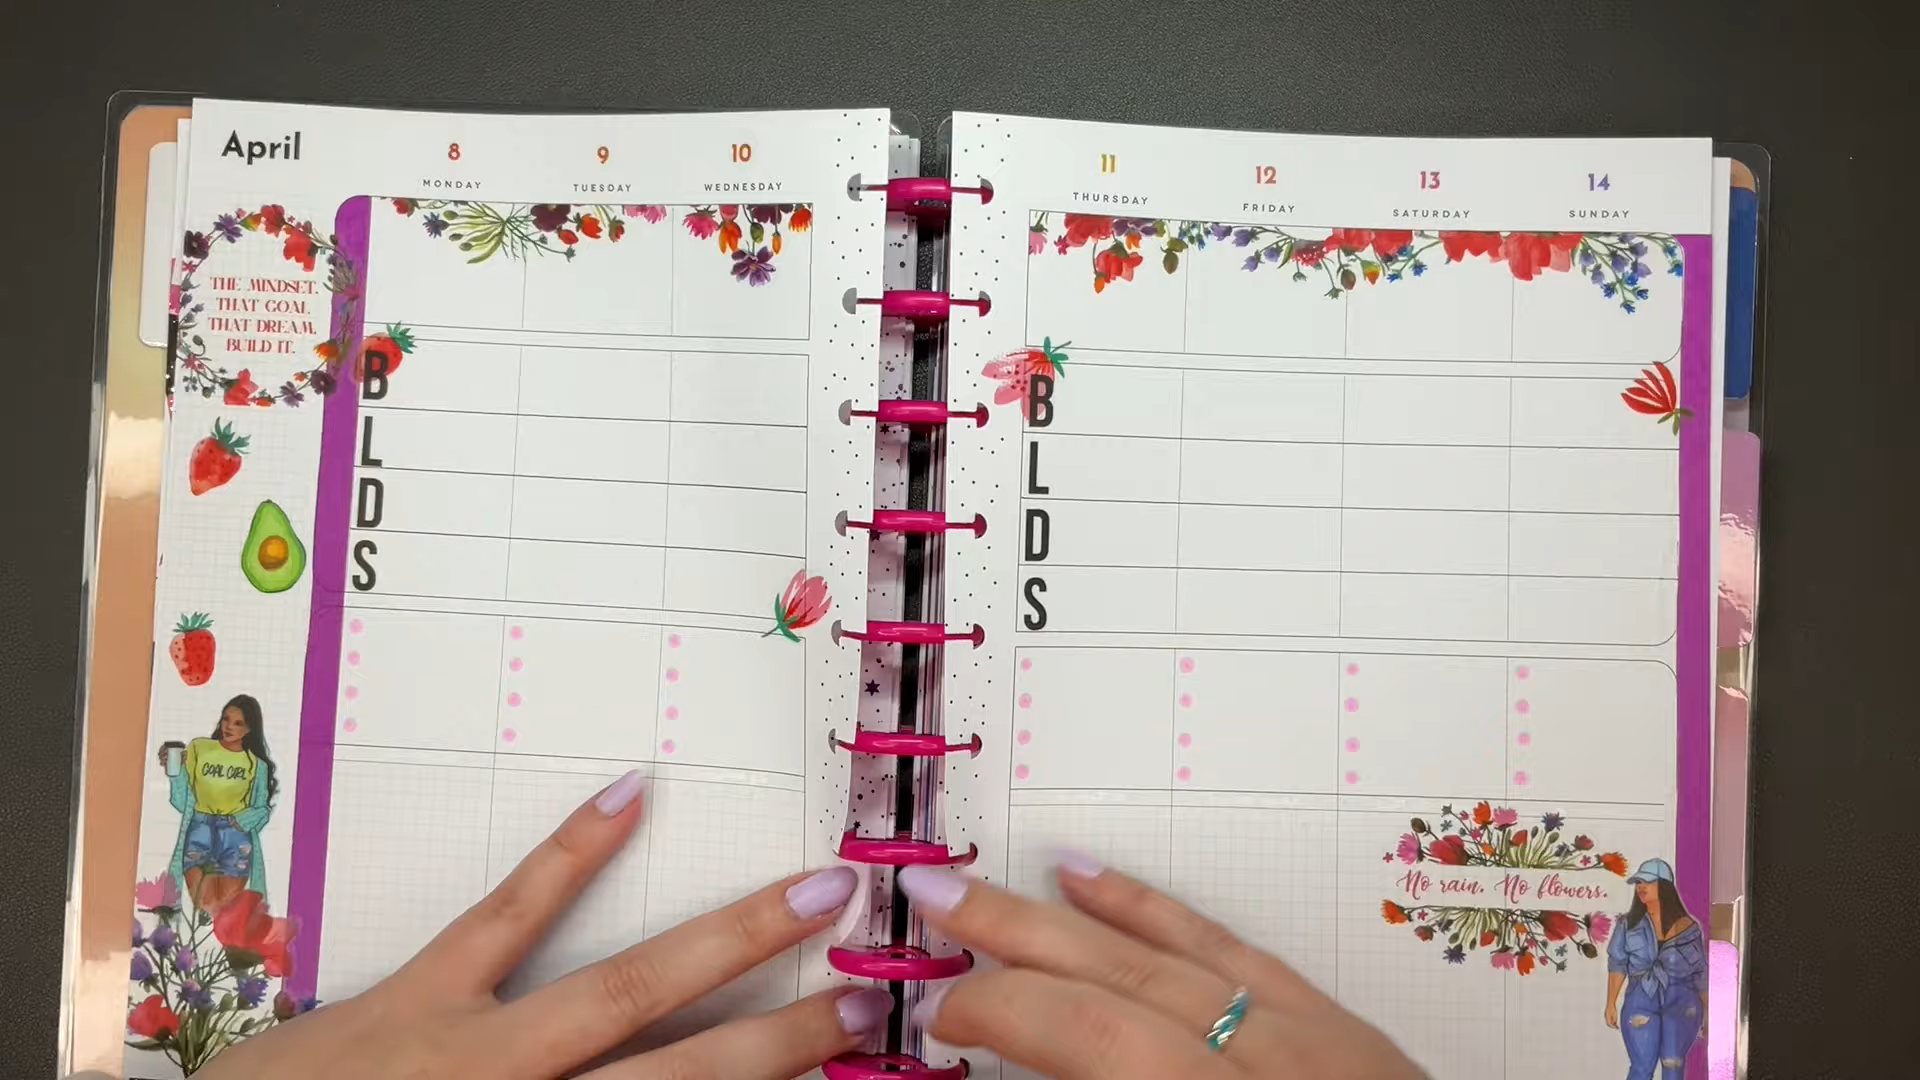 April
8
MONDAY
9
TUESDAY
10
WEDNESDAY
11
THURSDAY
12
FRIDAY
13
SATURDAY
14
SUNDAY
THE MINDSET.
THAT GOAL.
THAT DREAM.
BUILD IT.
B
L
D
S
B
L
D
S
GOAL GIRL
No rain. No flowers.